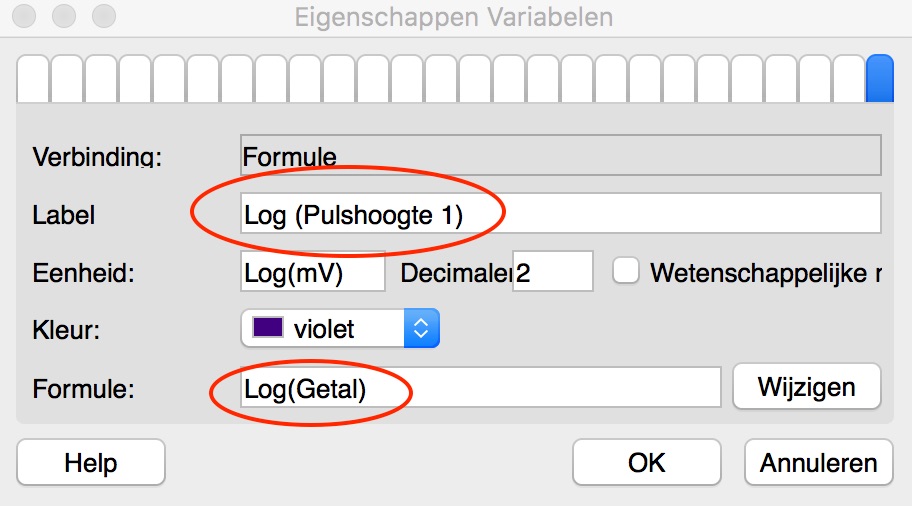 Eigenschappen Variabelen
Verbinding: Formule
Label Log (Pulshoogte 1)
Eenheid: Log(mV) Decimaler 2 Wetenschappelijke r
Kleur: violet
Formule: Log(Getal) Wijzigen
Help OK Annuleren